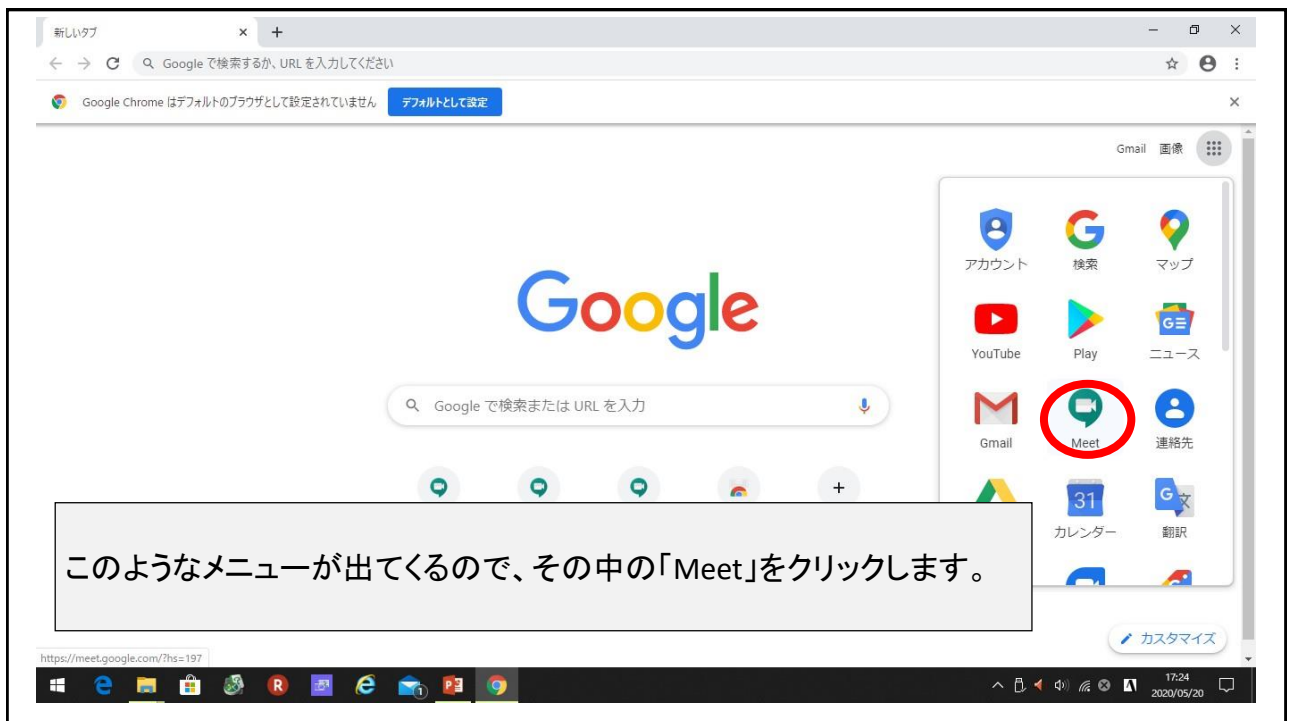 新しいタブ
Google で検索するか、URL を入力してください
Google Chrome はデフォルトのブラウザとして設定されていません デフォルトとして設定
Gmail 画像
アカウント 検索 マップ
Google
YouTube Play ニュース
Google で検索または URL を入力
Gmail Meet 連絡先
31 カレンダー 翻訳
このようなメニューが出てくるので、その中の「Meet」をクリックします。
カスタマイズ
https://meet.google.com/?hs=197
17:24
2020/05/20